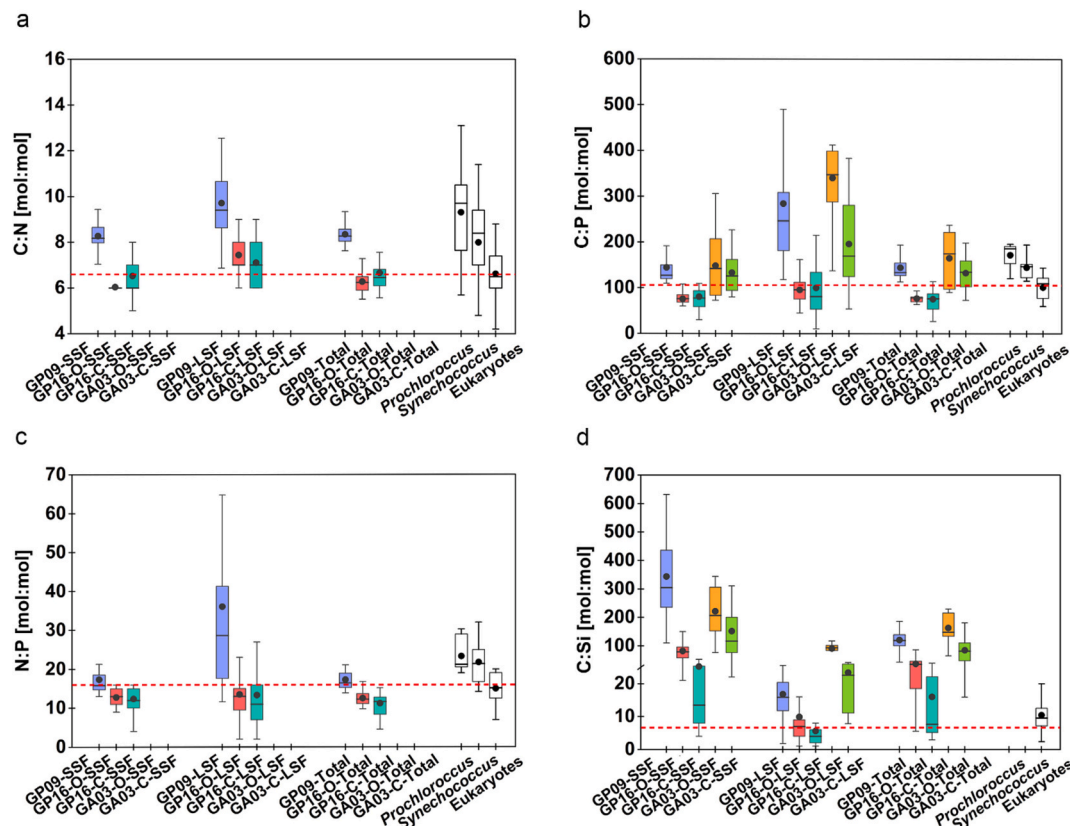 a
C:N [mol:mol]
16
14
12
10
8
6
4
GP09-SSF
GP16-O-SSF
GP16-C-SSF
GA03-O-SSF
GA03-C-SSF
GP09-LSF
GP16-O-LSF
GP16-C-LSF
GA03-O-LSF
GA03-C-LSF
GP09-Total
GP16-O-Total
GP16-C-Total
GA03-O-Total
GA03-C-Total
Prochloroccus
Synechococcus
Eukaryotes
b
C:P [mol:mol]
600
500
400
300
200
100
0
GP09-SSF
GP16-O-SSF
GP16-C-SSF
GA03-O-SSF
GA03-C-SSF
GP09-LSF
GP16-O-LSF
GP16-C-LSF
GA03-O-LSF
GA03-C-LSF
GP09-Total
GP16-O-Total
GP16-C-Total
GA03-O-Total
GA03-C-Total
Prochloroccus
Synechococcus
Eukaryotes
c
N:P [mol:mol]
70
60
50
40
30
20
10
0
GP09-SSF
GP16-O-SSF
GP16-C-SSF
GA03-O-SSF
GA03-C-SSF
GP09-LSF
GP16-O-LSF
GP16-C-LSF
GA03-O-LSF
GA03-C-LSF
GP09-Total
GP16-O-Total
GP16-C-Total
GA03-O-Total
GA03-C-Total
Prochloroccus
Synechococcus
Eukaryotes
d
C:Si [mol:mol]
700
600
500
400
300
200
100
20
10
0
GP09-SSF
GP16-O-SSF
GP16-C-SSF
GA03-O-SSF
GA03-C-SSF
GP09-LSF
GP16-O-LSF
GP16-C-LSF
GA03-O-LSF
GA03-C-LSF
GP09-Total
GP16-O-Total
GP16-C-Total
GA03-O-Total
GA03-C-Total
Prochloroccus
Synechococcus
Eukaryotes